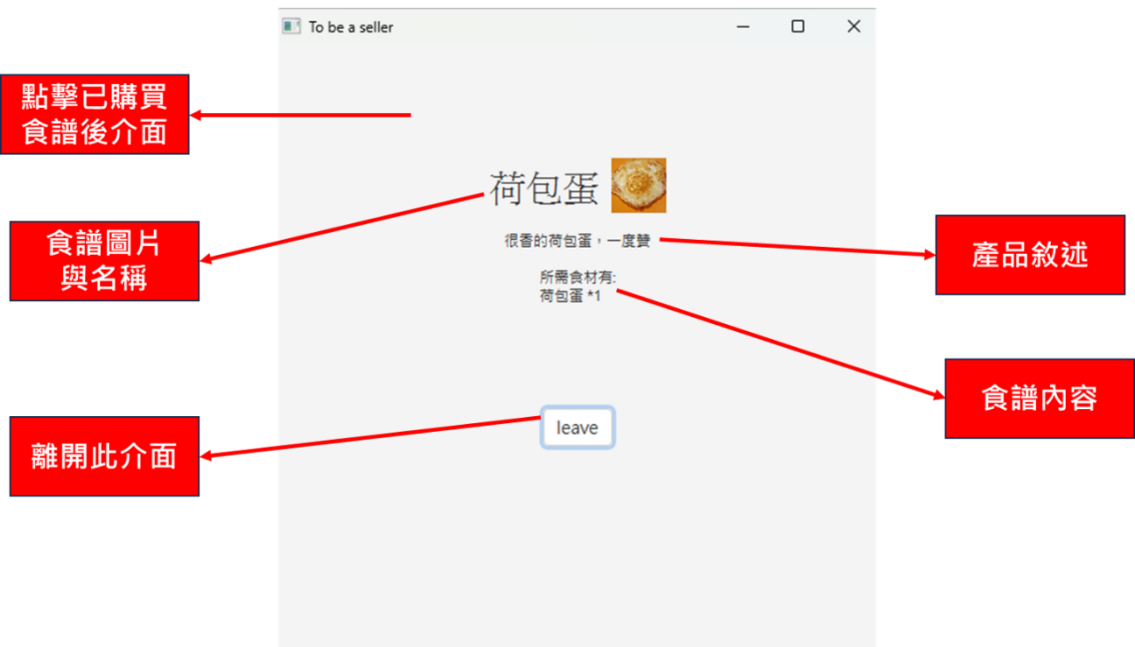 To be a seller
點擊已購買
食譜後介面
荷包蛋
食譜圖片
與名稱
很香的荷包蛋，一度贊
產品敘述
所需食材有:
荷包蛋 *1
食譜內容
leave
離開此介面